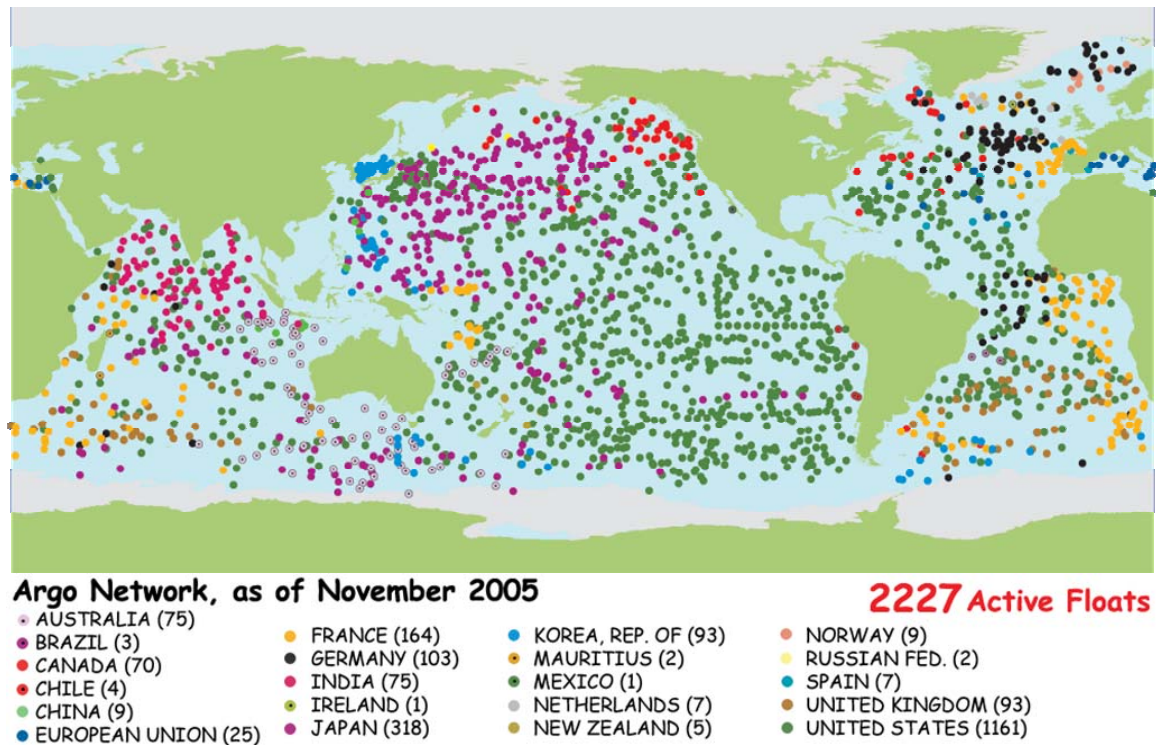 Argo Network, as of November 2005
2227 Active Floats
AUSTRALIA (75)
BRAZIL (3)
CANADA (70)
CHILE (4)
CHINA (9)
EUROPEAN UNION (25)
FRANCE (164)
GERMANY (103)
INDIA (75)
IRELAND (1)
JAPAN (318)
KOREA, REP. OF (93)
MAURITIUS (2)
MEXICO (1)
NETHERLANDS (7)
NEW ZEALAND (5)
NORWAY (9)
RUSSIAN FED. (2)
SPAIN (7)
UNITED KINGDOM (93)
UNITED STATES (1161)